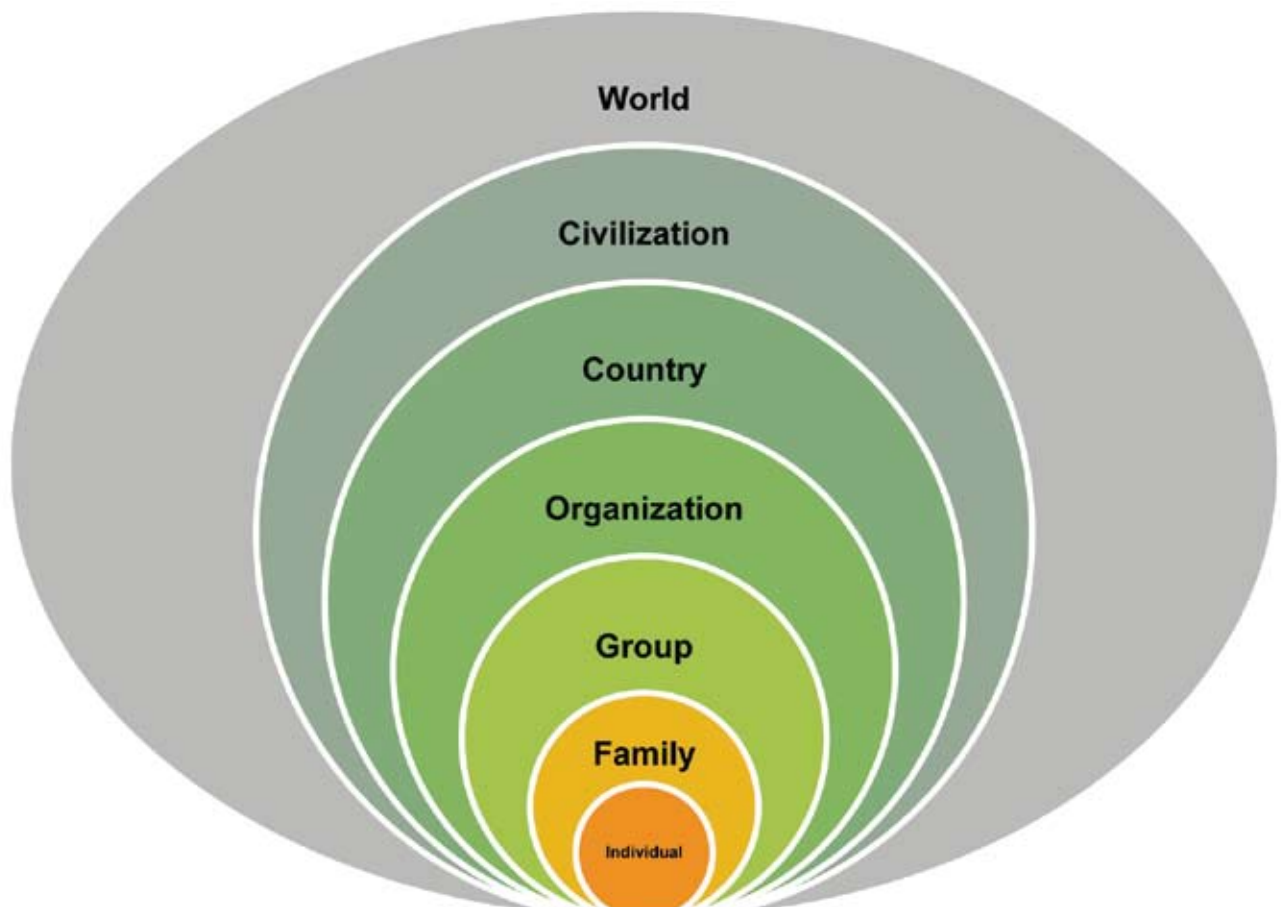 World
Civilization
Country
Organization
Group
Family
Individual